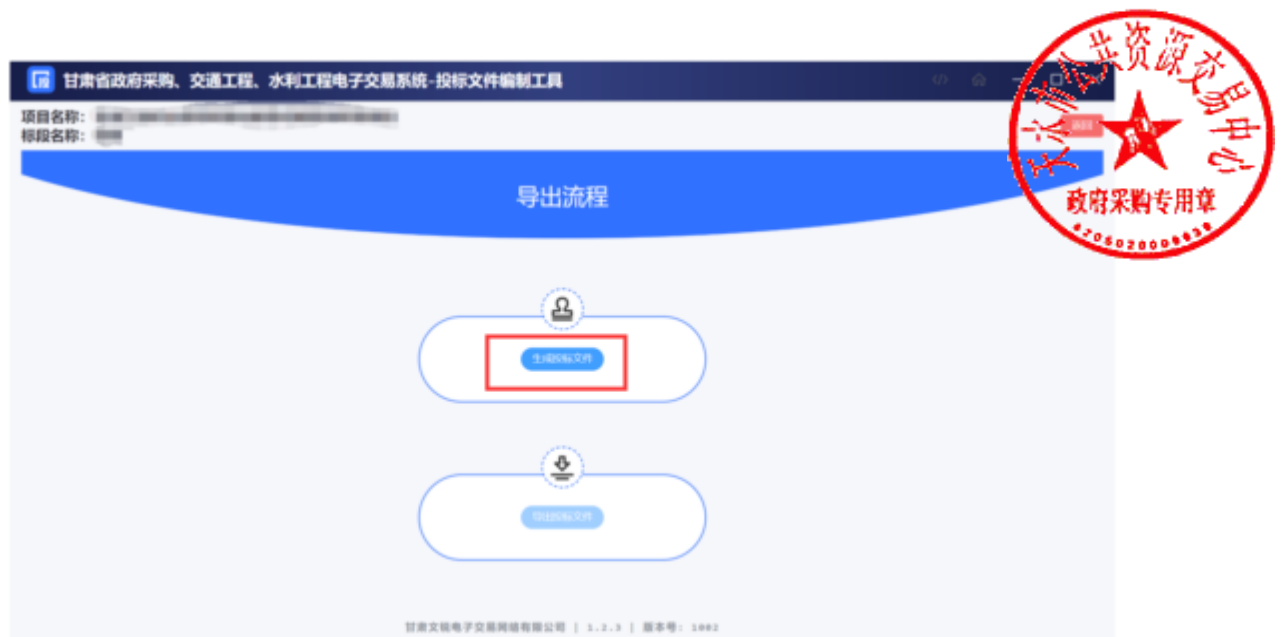 甘肃省政府采购、交通工程、水利工程电子交易系统-投标文件编制工具
项目名称：
标段名称：
返回
导出流程
生成投标文件
导出投标文件
甘肃文锐电子交易网络有限公司 | 1.2.3 | 版本号: 1002
天水市公共资源交易中心
政府采购专用章